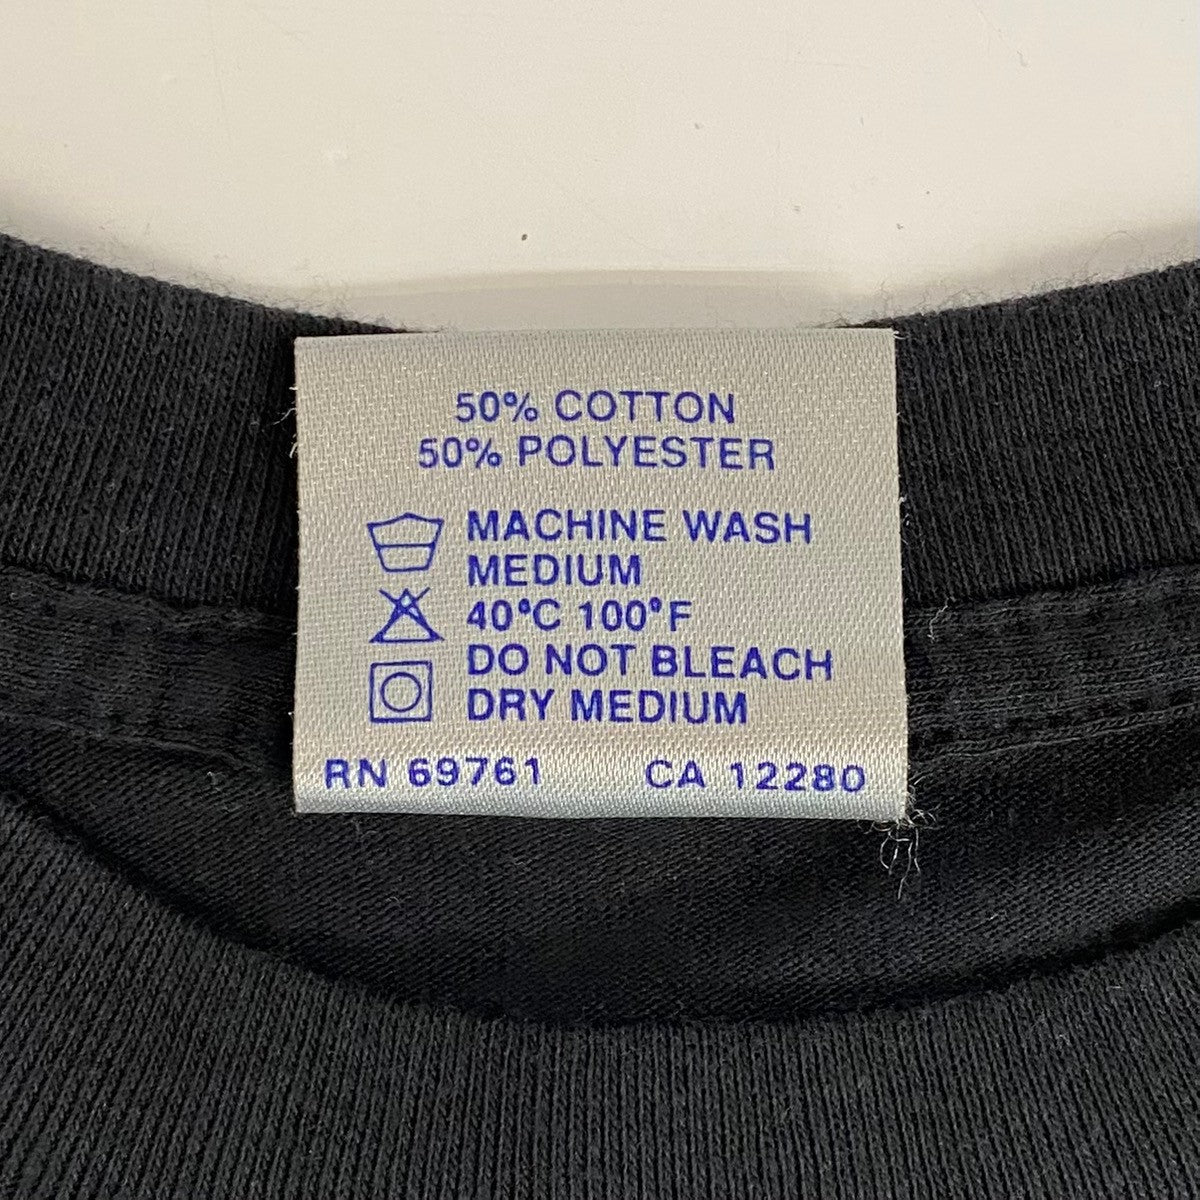 50% COTTON
50% POLYESTER
MACHINE WASH
MEDIUM
40°C 100°F
DO NOT BLEACH
DRY MEDIUM
RN 69761 CA 12280